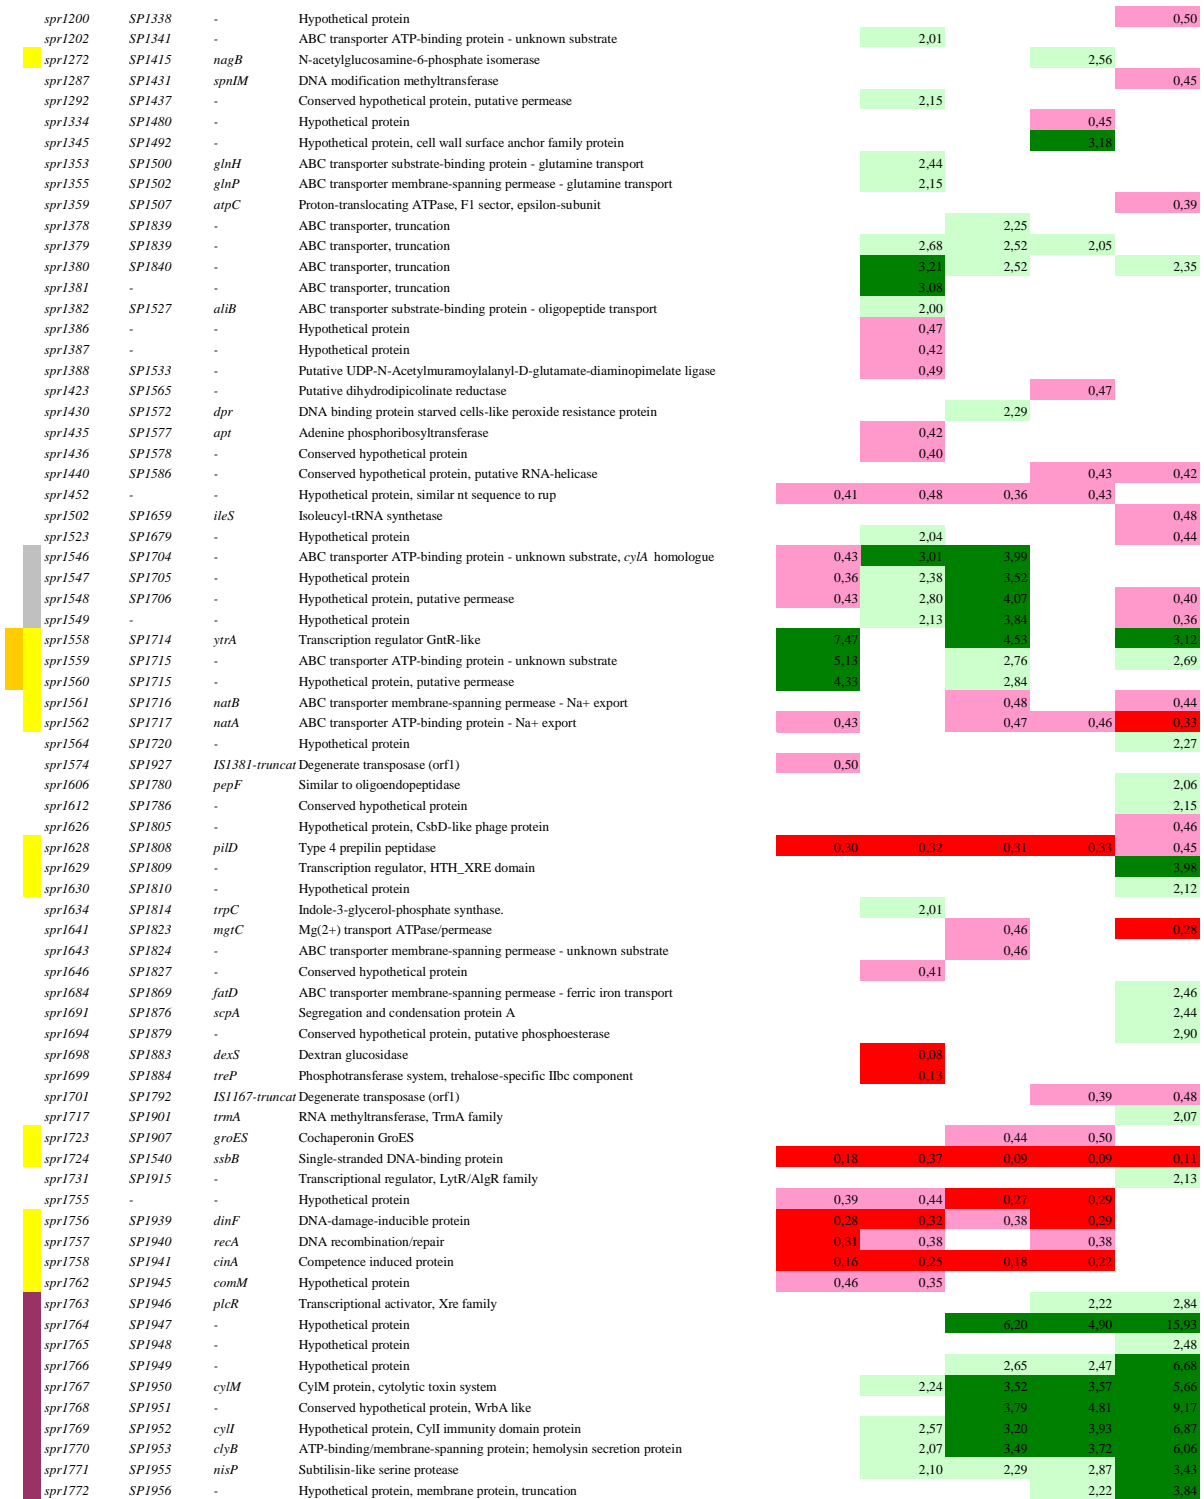 spr1200 SP1338 - Hypothetical protein 0,50
spr1202 SP1341 - ABC transporter ATP-binding protein - unknown substrate 2,01
spr1272 SP1415 nagB N-acetylglucosamine-6-phosphate isomerase 2,56
spr1287 SP1431 spnIM DNA modification methyltransferase 0,45
spr1292 SP1437 - Conserved hypothetical protein, putative permease 2,15
spr1334 SP1480 - Hypothetical protein 0,45
spr1345 SP1492 - Hypothetical protein, cell wall surface anchor family protein 3,18
spr1353 SP1500 glnH ABC transporter substrate-binding protein - glutamine transport 2,44
spr1355 SP1502 glnP ABC transporter membrane-spanning permease - glutamine transport 2,15
spr1359 SP1507 atpC Proton-translocating ATPase, F1 sector, epsilon-subunit 0,39
spr1378 SP1839 - ABC transporter, truncation 2,25
spr1379 SP1839 - ABC transporter, truncation 2,68 2,52 2,05
spr1380 SP1840 - ABC transporter, truncation 3,21 2,52 2,35
spr1381 - - ABC transporter, truncation 3,08
spr1382 SP1527 aliB ABC transporter substrate-binding protein - oligopeptide transport 2,00
spr1386 - - Hypothetical protein 0,47
spr1387 - - Hypothetical protein 0,42
spr1388 SP1533 - Putative UDP-N-Acetylmuramoylalanyl-D-glutamate-diaminopimelate ligase 0,49
spr1423 SP1565 - Putative dihydrodipicolinate reductase 0,47
spr1430 SP1572 dpr DNA binding protein starved cells-like peroxide resistance protein 2,29
spr1435 SP1577 apt Adenine phosphoribosyltransferase 0,42
spr1436 SP1578 - Conserved hypothetical protein 0,40
spr1440 SP1586 - Conserved hypothetical protein, putative RNA-helicase 0,43 0,42
spr1452 - - Hypothetical protein, similar nt sequence to rup 0,41 0,48 0,36 0,43
spr1502 SP1659 ileS Isoleucyl-tRNA synthetase 0,48
spr1523 SP1679 - Hypothetical protein 2,04 0,44
spr1546 SP1704 - ABC transporter ATP-binding protein - unknown substrate, cylA homologue 0,43 3,01 3,99
spr1547 SP1705 - Hypothetical protein 0,36 2,38 3,52
spr1548 SP1706 - Hypothetical protein, putative permease 0,43 2,80 4,07 0,40
spr1549 - - Hypothetical protein 2,13 3,84 0,36
spr1558 SP1714 ytrA Transcription regulator GntR-like 7,47 4,53 3,12
spr1559 SP1715 - ABC transporter ATP-binding protein - unknown substrate 5,13 2,76 2,69
spr1560 SP1715 - Hypothetical protein, putative permease 4,33 2,84
spr1561 SP1716 natB ABC transporter membrane-spanning permease - Na+ export 0,48 0,44
spr1562 SP1717 natA ABC transporter ATP-binding protein - Na+ export 0,43 0,47 0,46 0,33
spr1564 SP1720 - Hypothetical protein 2,27
spr1574 SP1927 IS1381-truncat Degenerate transposase (orf1) 0,50
spr1606 SP1780 pepF Similar to oligoendopeptidase 2,06
spr1612 SP1786 - Conserved hypothetical protein 2,15
spr1626 SP1805 - Hypothetical protein, CsbD-like phage protein 0,46
spr1628 SP1808 pilD Type 4 prepilin peptidase 0,30 0,32 0,31 0,33 0,45
spr1629 SP1809 - Transcription regulator, HTH_XRE domain 3,98
spr1630 SP1810 - Hypothetical protein 2,12
spr1634 SP1814 trpC Indole-3-glycerol-phosphate synthase. 2,01
spr1641 SP1823 mgtC Mg(2+) transport ATPase/permease 0,46 0,28
spr1643 SP1824 - ABC transporter membrane-spanning permease - unknown substrate 0,46
spr1646 SP1827 - Conserved hypothetical protein 0,41
spr1684 SP1869 fatD ABC transporter membrane-spanning permease - ferric iron transport 2,46
spr1691 SP1876 scpA Segregation and condensation protein A 2,44
spr1694 SP1879 - Conserved hypothetical protein, putative phosphoesterase 2,90
spr1698 SP1883 dexS Dextran glucosidase 0,08
spr1699 SP1884 treP Phosphotransferase system, trehalose-specific IIbc component 0,13
spr1701 SP1792 IS1167-truncat Degenerate transposase (orf1) 0,39 0,48
spr1717 SP1901 trmA RNA methyltransferase, TrmA family 2,07
spr1723 SP1907 groES Cochaperonin GroES 0,44 0,50
spr1724 SP1540 ssbB Single-stranded DNA-binding protein 0,18 0,37 0,09 0,09 0,11
spr1731 SP1915 - Transcriptional regulator, LytR/AlgR family 2,13
spr1755 - - Hypothetical protein 0,39 0,44 0,27 0,29
spr1756 SP1939 dinF DNA-damage-inducible protein 0,28 0,32 0,38 0,29
spr1757 SP1940 recA DNA recombination/repair 0,31 0,38 0,38
spr1758 SP1941 cinA Competence induced protein 0,16 0,25 0,18 0,22
spr1762 SP1945 comM Hypothetical protein 0,46 0,35
spr1763 SP1946 plcR Transcriptional activator, Xre family 2,22 2,84
spr1764 SP1947 - Hypothetical protein 6,20 4,90 15,93
spr1765 SP1948 - Hypothetical protein 2,48
spr1766 SP1949 - Hypothetical protein 2,65 2,47 6,68
spr1767 SP1950 cylM CylM protein, cytolytic toxin system 2,24 3,52 3,57 5,66
spr1768 SP1951 - Conserved hypothetical protein, WrbA like 3,79 4,81 9,17
spr1769 SP1952 cylI Hypothetical protein, CylI immunity domain protein 2,57 3,20 3,93 6,87
spr1770 SP1953 clyB ATP-binding/membrane-spanning protein; hemolysin secretion protein 2,07 3,49 3,72 6,06
spr1771 SP1955 nisP Subtilisin-like serine protease 2,10 2,29 2,87 3,43
spr1772 SP1956 - Hypothetical protein, membrane protein, truncation 2,22 3,84